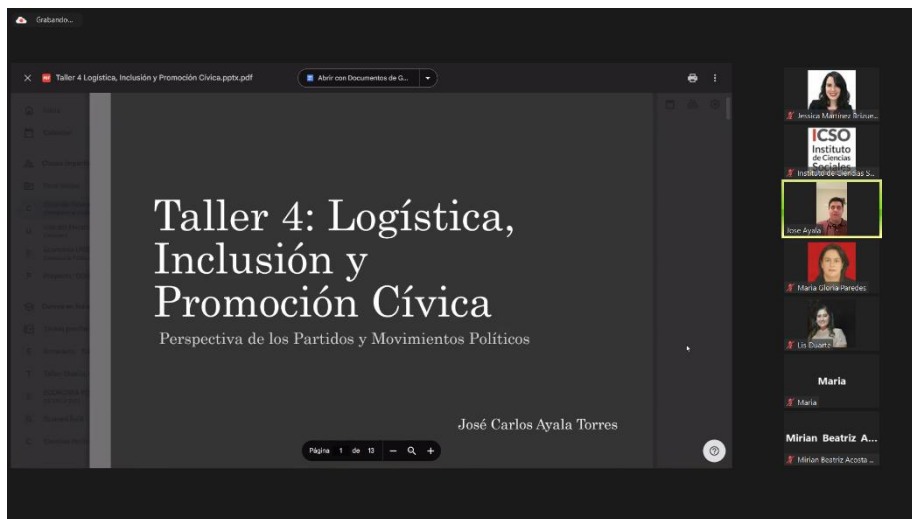 Grabando...
Taller 4 Logística, Inclusión y Promoción Cívica.pptx.pdf
Abrir con Documentos de G...
Taller 4: Logística,
Inclusión y
Promoción Cívica
Perspectiva de los Partidos y Movimientos Políticos
José Carlos Ayala Torres
Página 1 de 13
Jessica Martínez Brizue...
ICSO
Instituto
de Ciencias
Sociales
Instituto de Ciencias S...
Jose Ayala
Maria Gloria Paredes
Lis Duarte
Maria
Maria
Mirian Beatriz A...
Mirian Beatriz Acosta ...